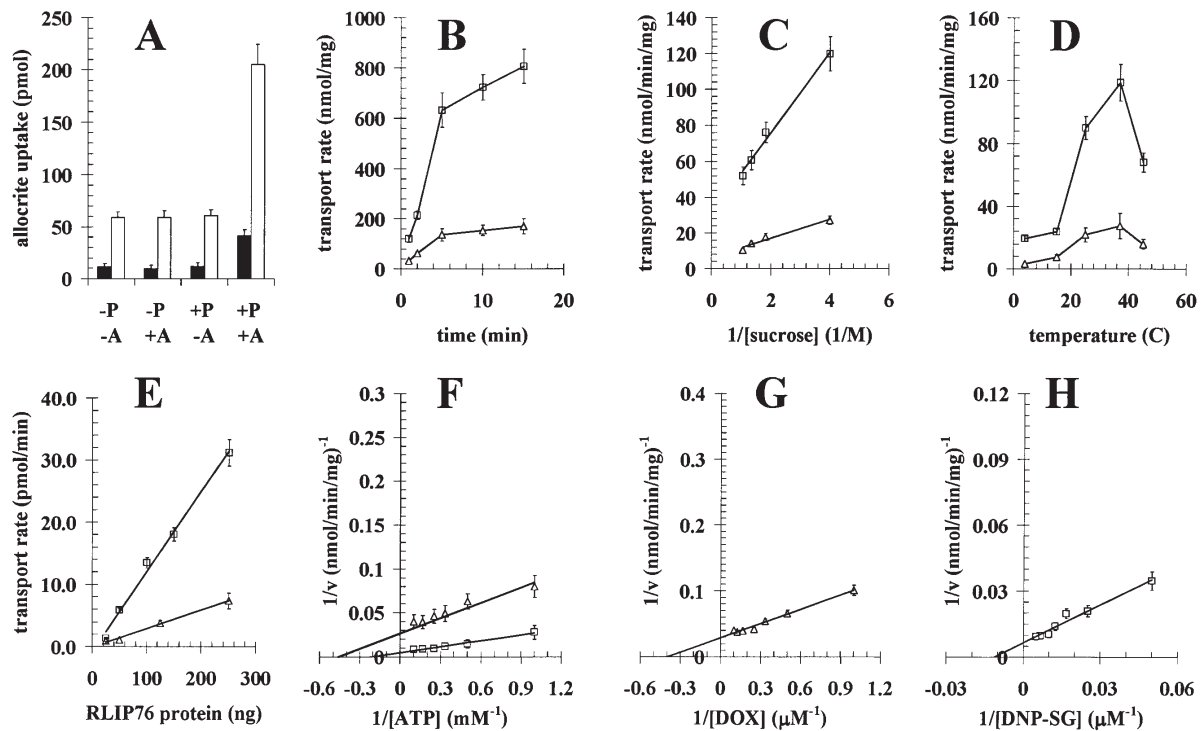 A
allocrite uptake (pmol)
250
200
150
100
50
0
-P -P +P +P
-A +A -A +A
B
transport rate (nmol/mg)
1000
800
600
400
200
0
0 10 20
time (min)
C
transport rate (nmol/min/mg)
140
120
100
80
60
40
20
0
0 2 4 6
1/[sucrose] (1/M)
D
transport rate (nmol/min/mg)
160
120
80
40
0
0 20 40 60
temperature (C)
E
transport rate (pmol/min)
40.0
30.0
20.0
10.0
0.0
0 100 200 300
RLIP76 protein (ng)
F
1/v (nmol/min/mg)-1
0.3
0.25
0.2
0.15
0.1
0.05
0
-0.6 -0.3 0 0.3 0.6 0.9 1.2
1/[ATP] (mM-1)
G
1/v (nmol/min/mg)-1
0.4
0.3
0.2
0.1
0
-0.6 -0.3 0 0.3 0.6 0.9 1.2
1/[DOX] (μM-1)
H
1/v (nmol/min/mg)-1
0.12
0.09
0.06
0.03
0
-0.03 0 0.03 0.06
1/[DNP-SG] (μM-1)